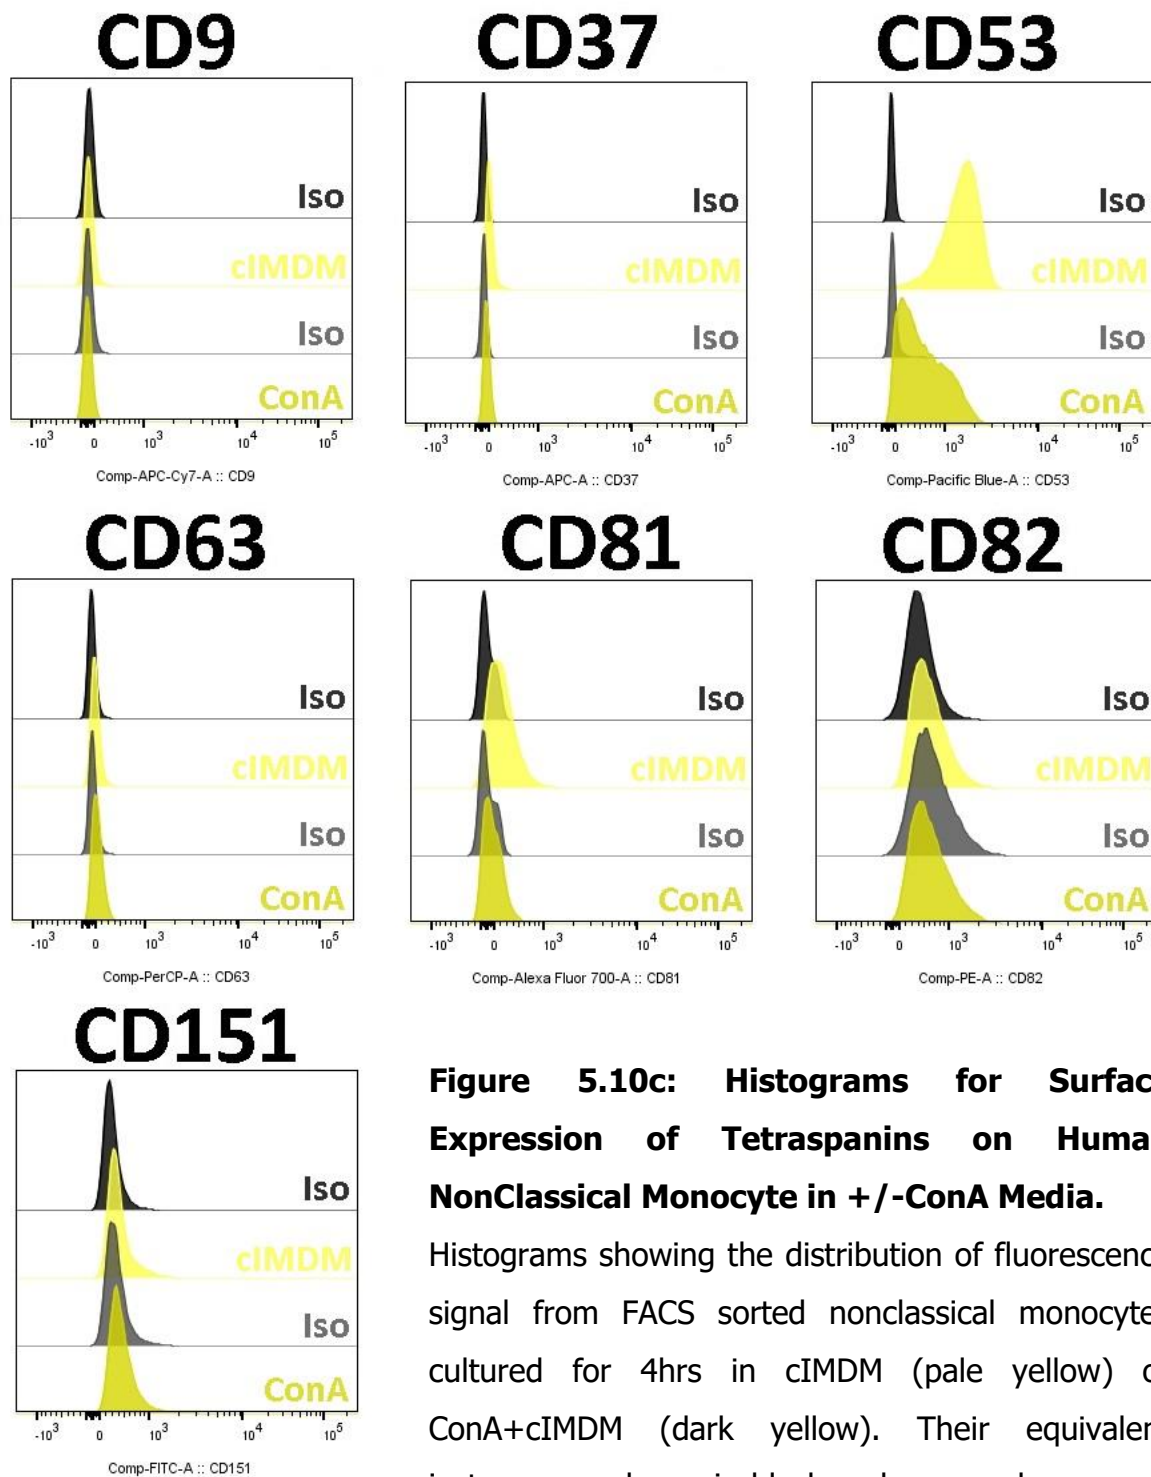 CD9
CD37
CD53
Iso
cIMDM
Iso
ConA
-10³ 0 10³ 10⁴ 10⁵
Comp-APC-Cy7-A :: CD9
Iso
cIMDM
Iso
ConA
-10³ 0 10³ 10⁴ 10⁵
Comp-APC-A :: CD37
Iso
cIMDM
Iso
ConA
-10³ 0 10³ 10⁴ 10⁵
Comp-Pacific Blue-A :: CD53
CD63
CD81
CD82
Iso
cIMDM
Iso
ConA
-10³ 0 10³ 10⁴ 10⁵
Comp-PerCP-A :: CD63
Iso
cIMDM
Iso
ConA
-10³ 0 10³ 10⁴ 10⁵
Comp-Alexa Fluor 700-A :: CD81
Iso
cIMDM
Iso
ConA
-10³ 0 10³ 10⁴ 10⁵
Comp-PE-A :: CD82
CD151
Iso
cIMDM
Iso
ConA
-10³ 0 10³ 10⁴ 10⁵
Comp-FITC-A :: CD151
Figure 5.10c: Histograms for Surfac
Expression of Tetraspanins on Huma
NonClassical Monocyte in +/-ConA Media.
Histograms showing the distribution of fluorescenc
signal from FACS sorted nonclassical monocyte
cultured for 4hrs in cIMDM (pale yellow) o
ConA+cIMDM (dark yellow). Their equivalen